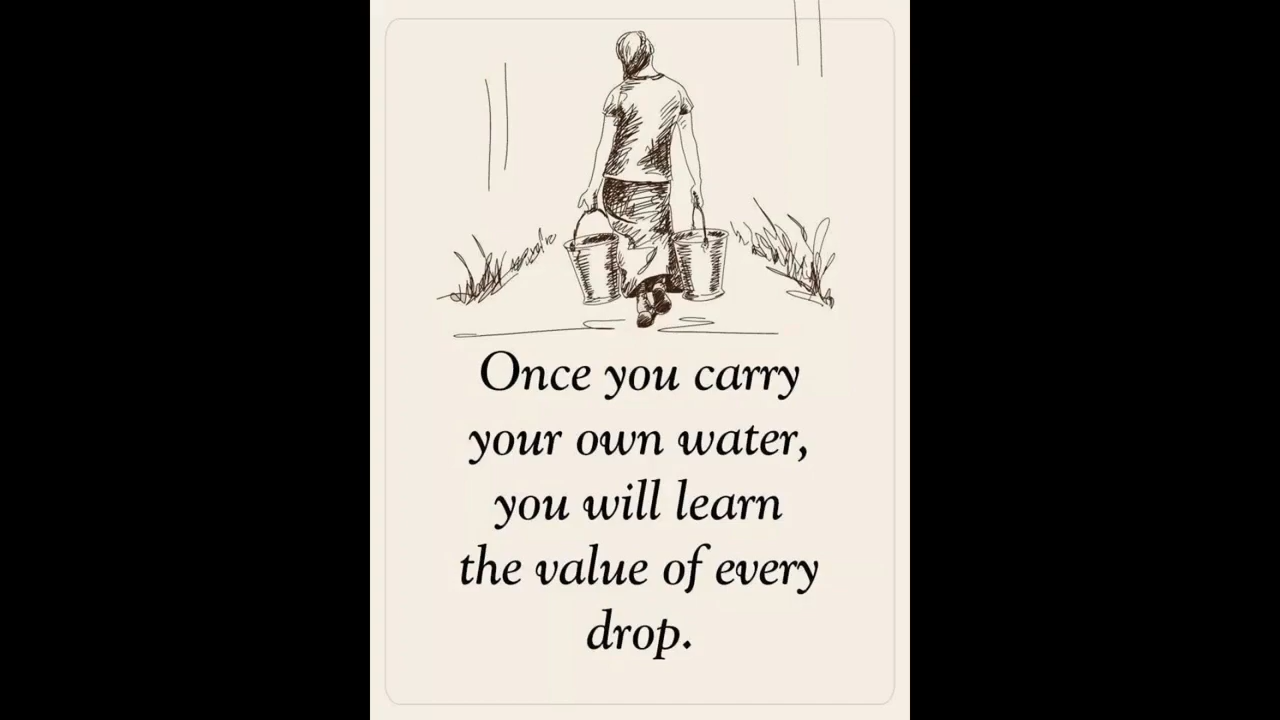 Once you carry
your own water,
you will learn
the value of every
drop.